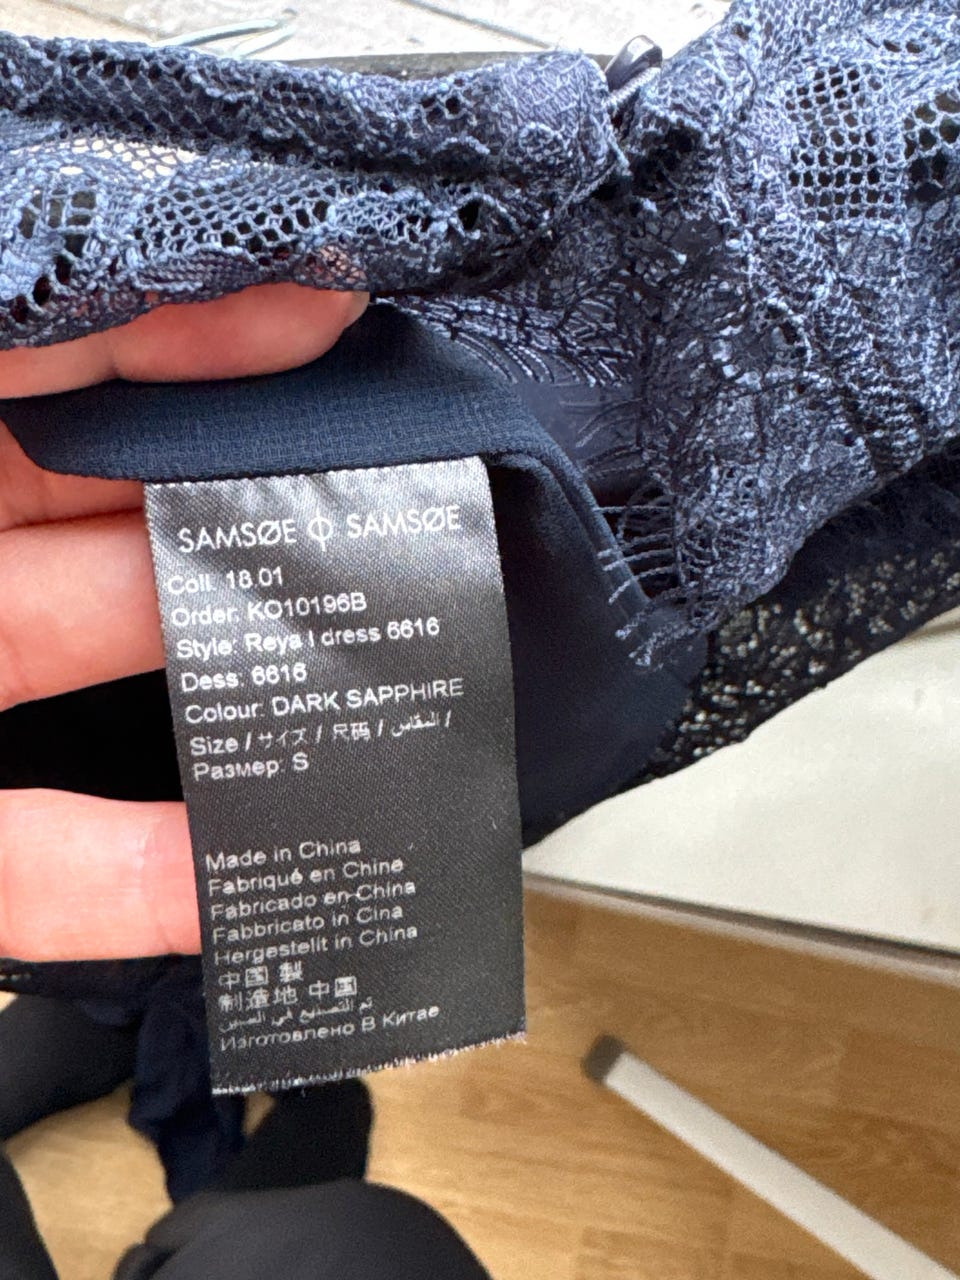 SAMSØE SAMSØE
Coll. 18.01
Order: KO10196B
Style: Reya l dress 6616
Dess: 6616
Colour: DARK SAPPHIRE
Size / サイズ / 尺码 / المقاس /
Размер: S
Made in China
Fabriqué en Chine
Fabricado en China
Fabbricato in Cina
Hergestellt in China
中国 製
制造地 中国
تم التصنيع في الصين
Изготовлено В Китае